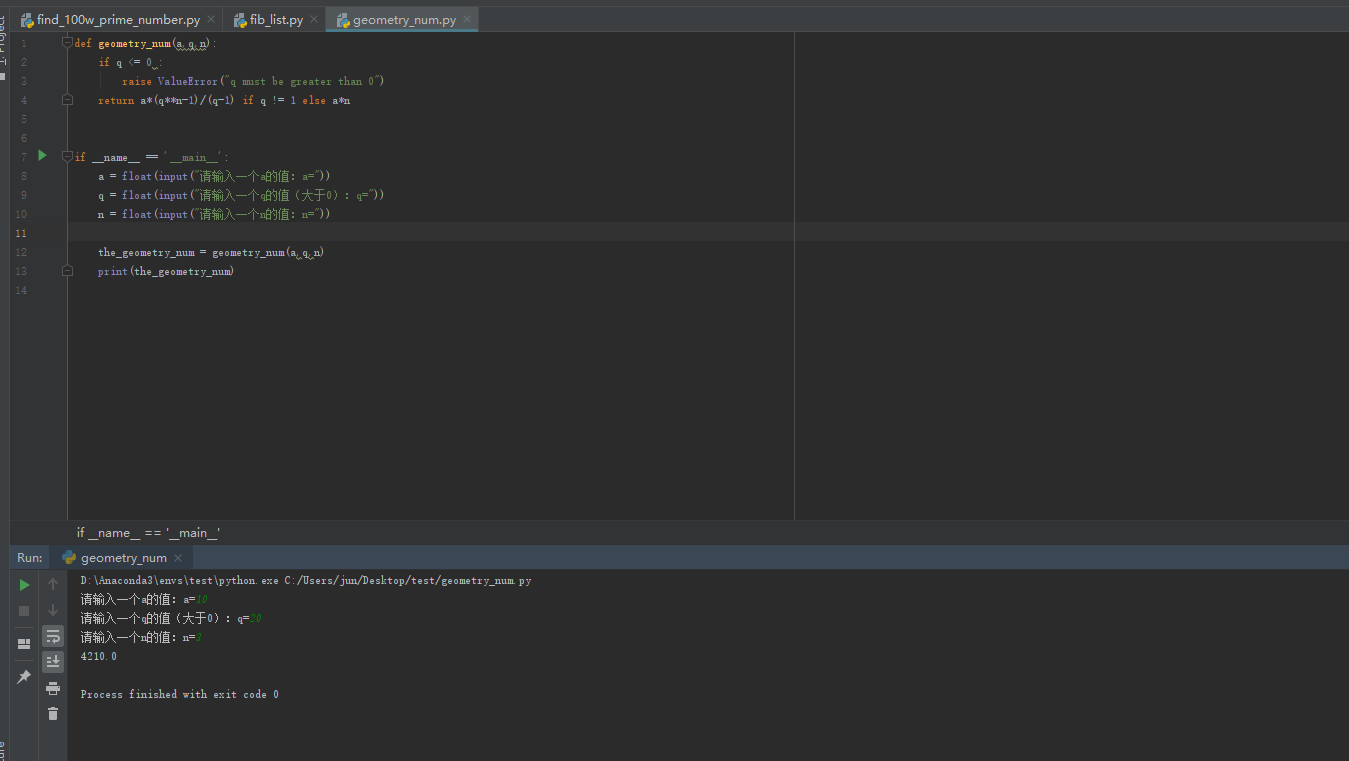 find_100w_prime_number.py fib_list.py geometry_num.py
Project
1 def geometry_num(a,q,n):
2 if q <= 0 :
3 raise ValueError("q must be greater than 0")
4 return a*(q**n-1)/(q-1) if q != 1 else a*n
5
6
7 if __name__ == '__main__':
8 a = float(input("请输入一个a的值: a="))
9 q = float(input("请输入一个q的值（大于0）: q="))
10 n = float(input("请输入一个n的值: n="))
11
12 the_geometry_num = geometry_num(a,q,n)
13 print(the_geometry_num)
14
if __name__ == '__main__'
Run: geometry_num
D:\Anaconda3\envs\test\python.exe C:/Users/jun/Desktop/test/geometry_num.py
请输入一个a的值: a=10
请输入一个q的值（大于0）: q=20
请输入一个n的值: n=3
4210.0
Process finished with exit code 0